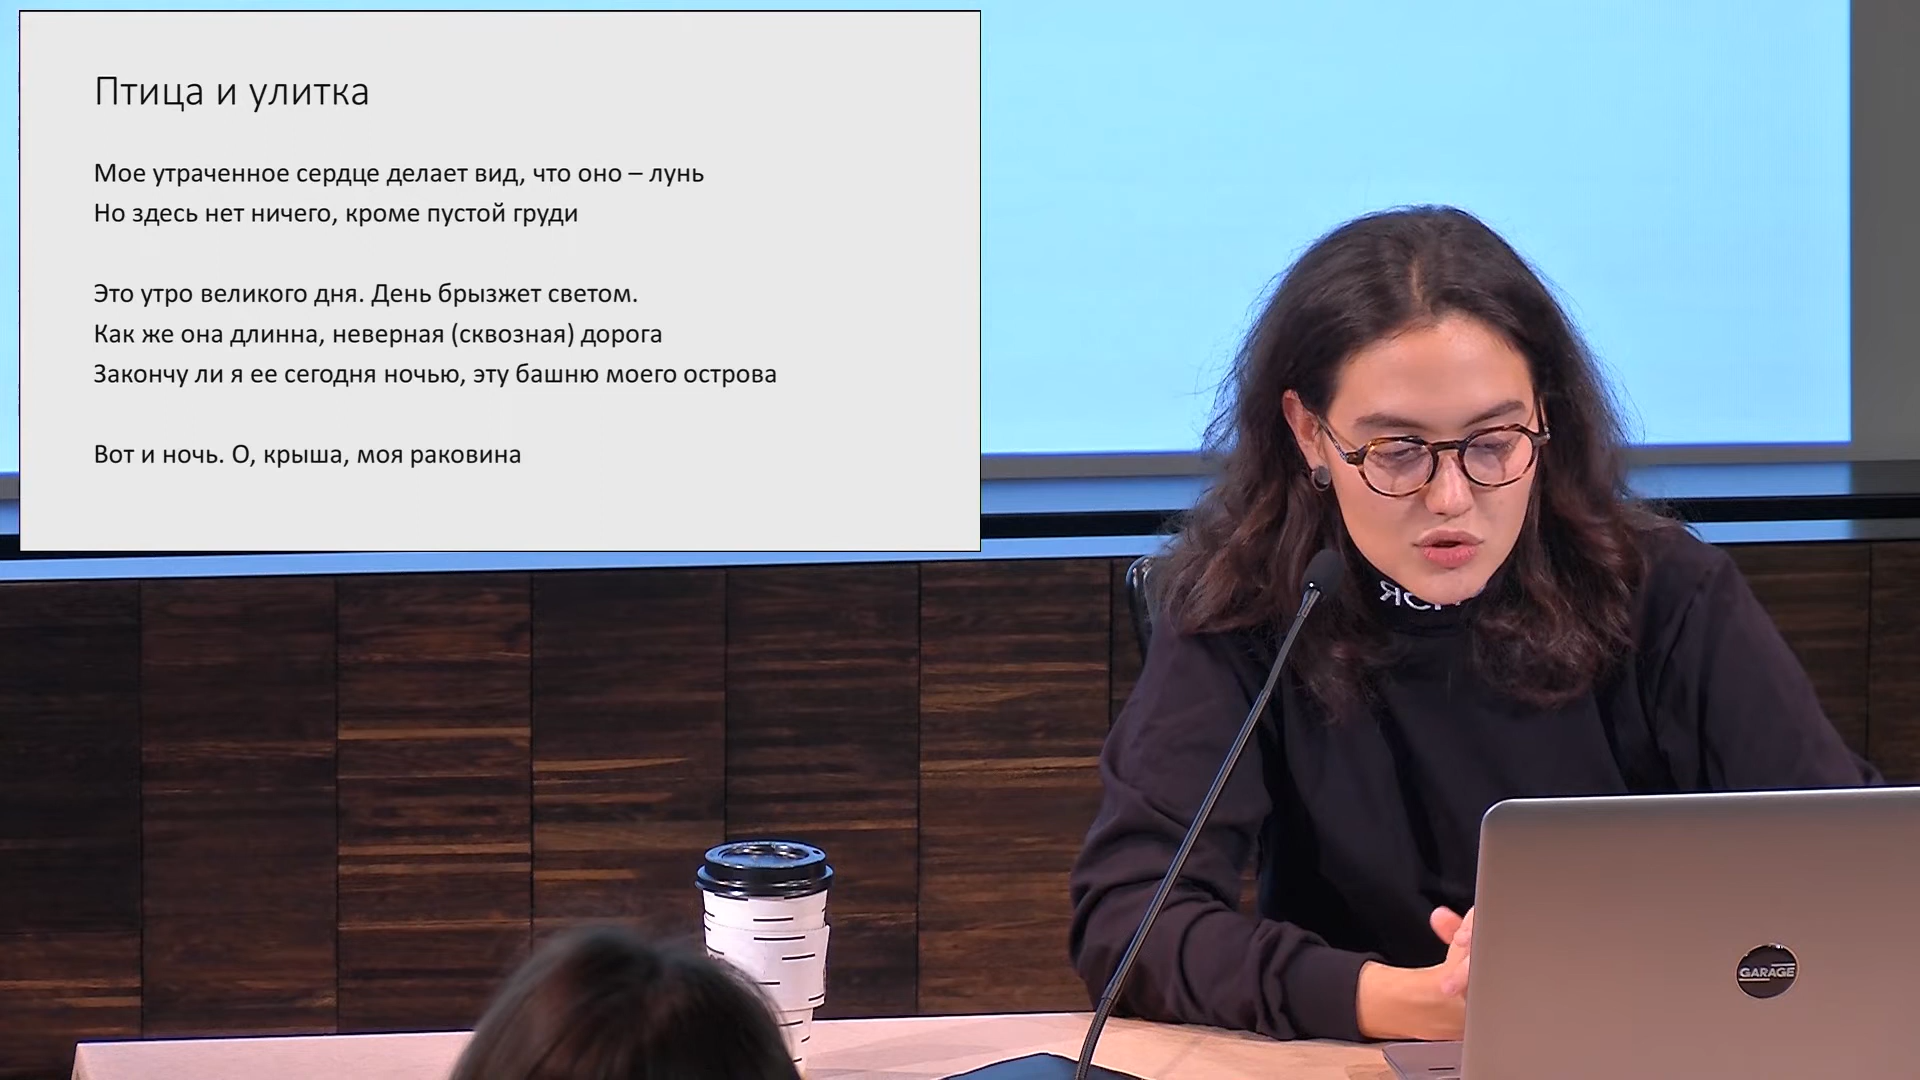 Птица и улитка
Мое утраченное сердце делает вид, что оно – лунь
Но здесь нет ничего, кроме пустой груди
Это утро великого дня. День брызжет светом.
Как же она длинна, неверная (сквозная) дорога
Закончу ли я ее сегодня ночью, эту башню моего острова
Вот и ночь. О, крыша, моя раковина
GARAGE